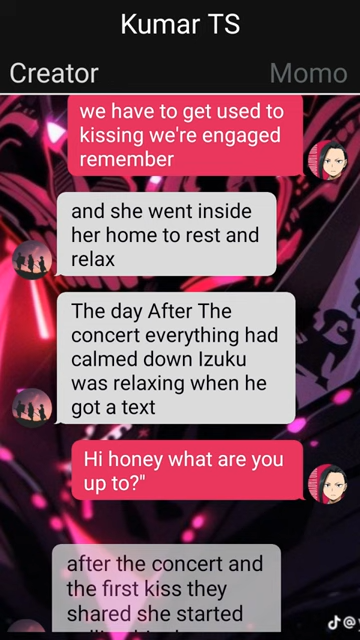 Kumar TS
Creator
Momo
we have to get used to
kissing we're engaged
remember
and she went inside
her home to rest and
relax
The day After The
concert everything had
calmed down Izuku
was relaxing when he
got a text
Hi honey what are you
up to?"
after the concert and
the first kiss they
shared she started
@